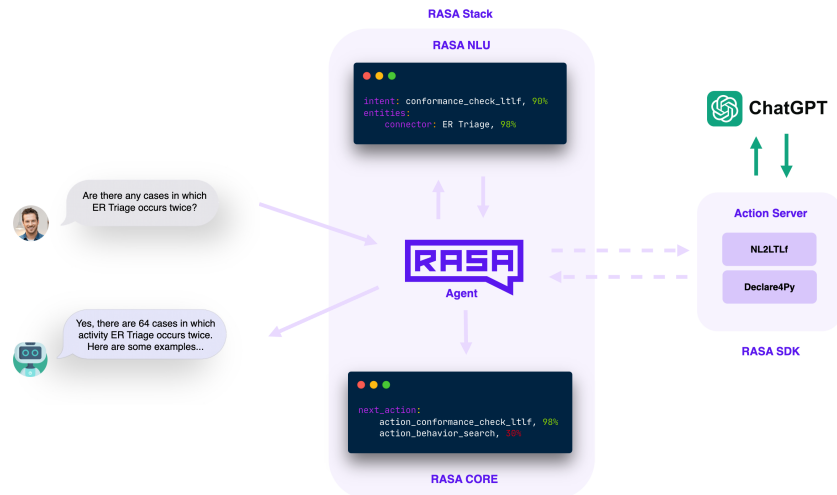 RASA Stack
RASA NLU
intent: conformance_check_ltlf, 90%
entities:
connector: ER Triage, 98%
ChatGPT
Are there any cases in which
ER Triage occurs twice?
Action Server
NL2LTLf
Declare4Py
RASA SDK
RASA
Agent
Yes, there are 64 cases in which
activity ER Triage occurs twice.
Here are some examples...
next_action:
action_conformance_check_ltlf, 98%
action_behavior_search, 30%
RASA CORE